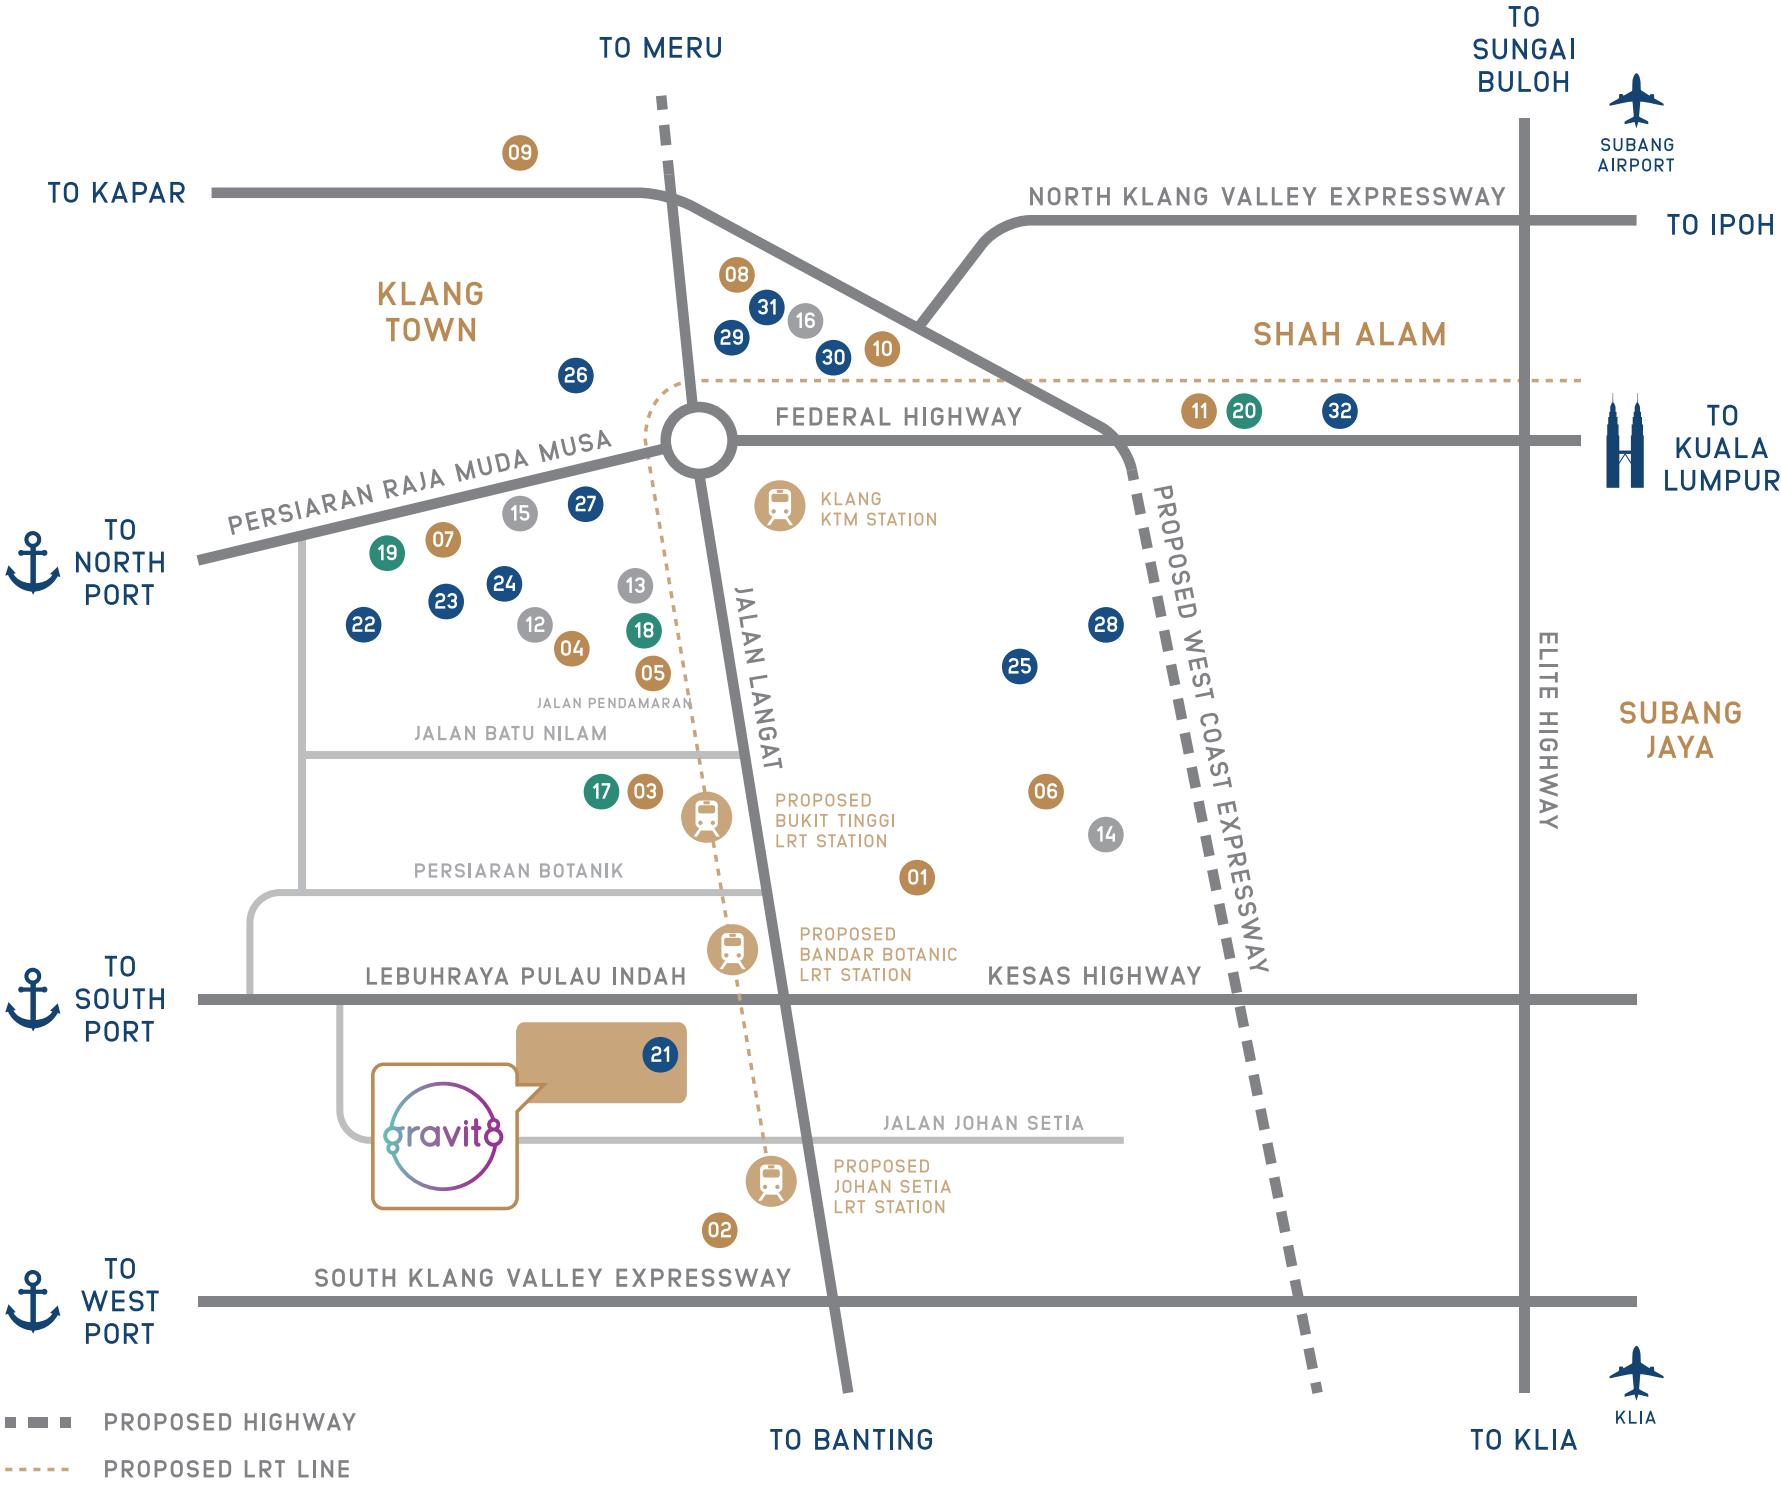 TO MERU
TO
SUNGAI
BULOH
SUBANG
AIRPORT
09
TO KAPAR
NORTH KLANG VALLEY EXPRESSWAY
TO IPOH
KLANG
TOWN
08
31
16
29
30
10
SHAH ALAM
26
11
20
32
FEDERAL HIGHWAY
TO
KUALA
LUMPUR
PERSIARAN RAJA MUDA MUSA
KLANG
KTM STATION
TO
NORTH
PORT
15
27
19
07
24
23
22
13
12
18
04
05
PROPOSED WEST COAST EXPRESSWAY
JALAN LANGAT
28
25
ELITE HIGHWAY
SUBANG
JAYA
JALAN PENDAMARAN
JALAN BATU NILAM
17
03
PROPOSED
BUKIT TINGGI
LRT STATION
06
14
01
PERSIARAN BOTANIK
PROPOSED
BANDAR BOTANIC
LRT STATION
TO
SOUTH
PORT
LEBUHRAYA PULAU INDAH
KESAS HIGHWAY
21
gravit8
JALAN JOHAN SETIA
PROPOSED
JOHAN SETIA
LRT STATION
02
TO
WEST
PORT
SOUTH KLANG VALLEY EXPRESSWAY
KLIA
PROPOSED HIGHWAY
TO BANTING
TO KLIA
PROPOSED LRT LINE